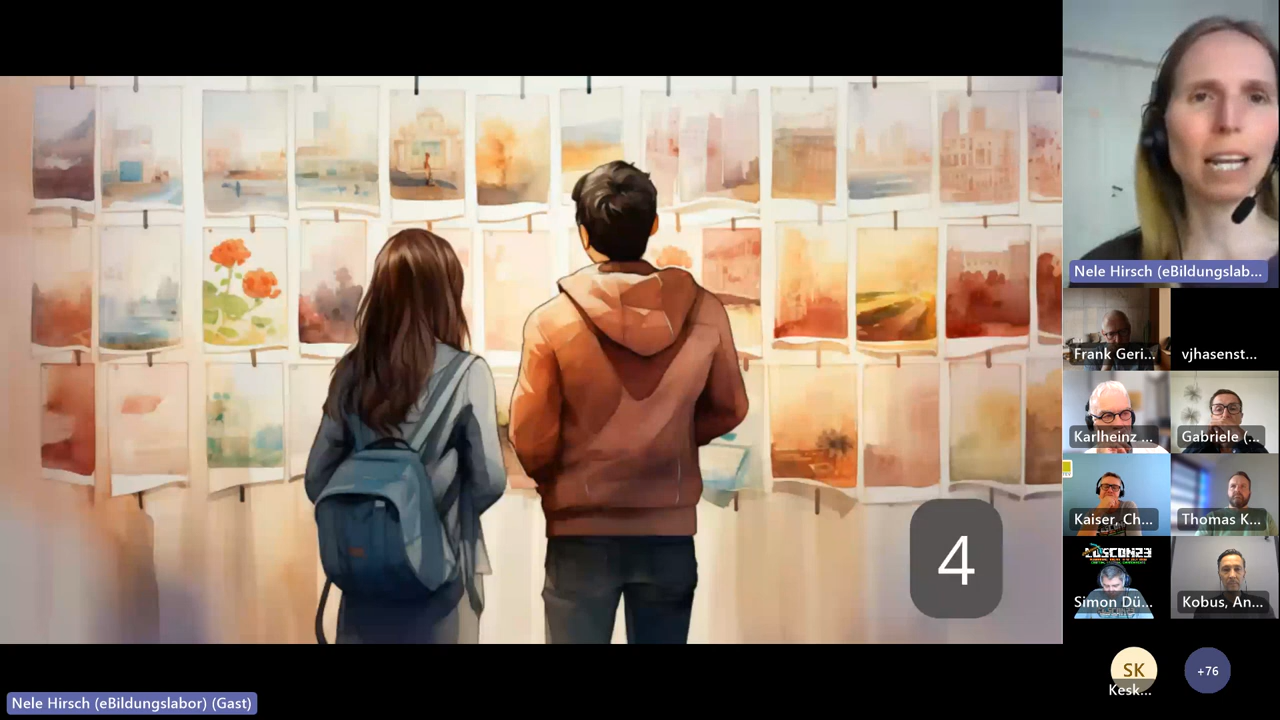 4
Nele Hirsch (eBildungslab...
Frank Geri...
vjhasenst...
Karlheinz ...
Gabriele (...
Kaiser, Ch...
Thomas K...
Simon Dü...
Kobus, An...
SK
Kesk...
+76
Nele Hirsch (eBildungslabor) (Gast)